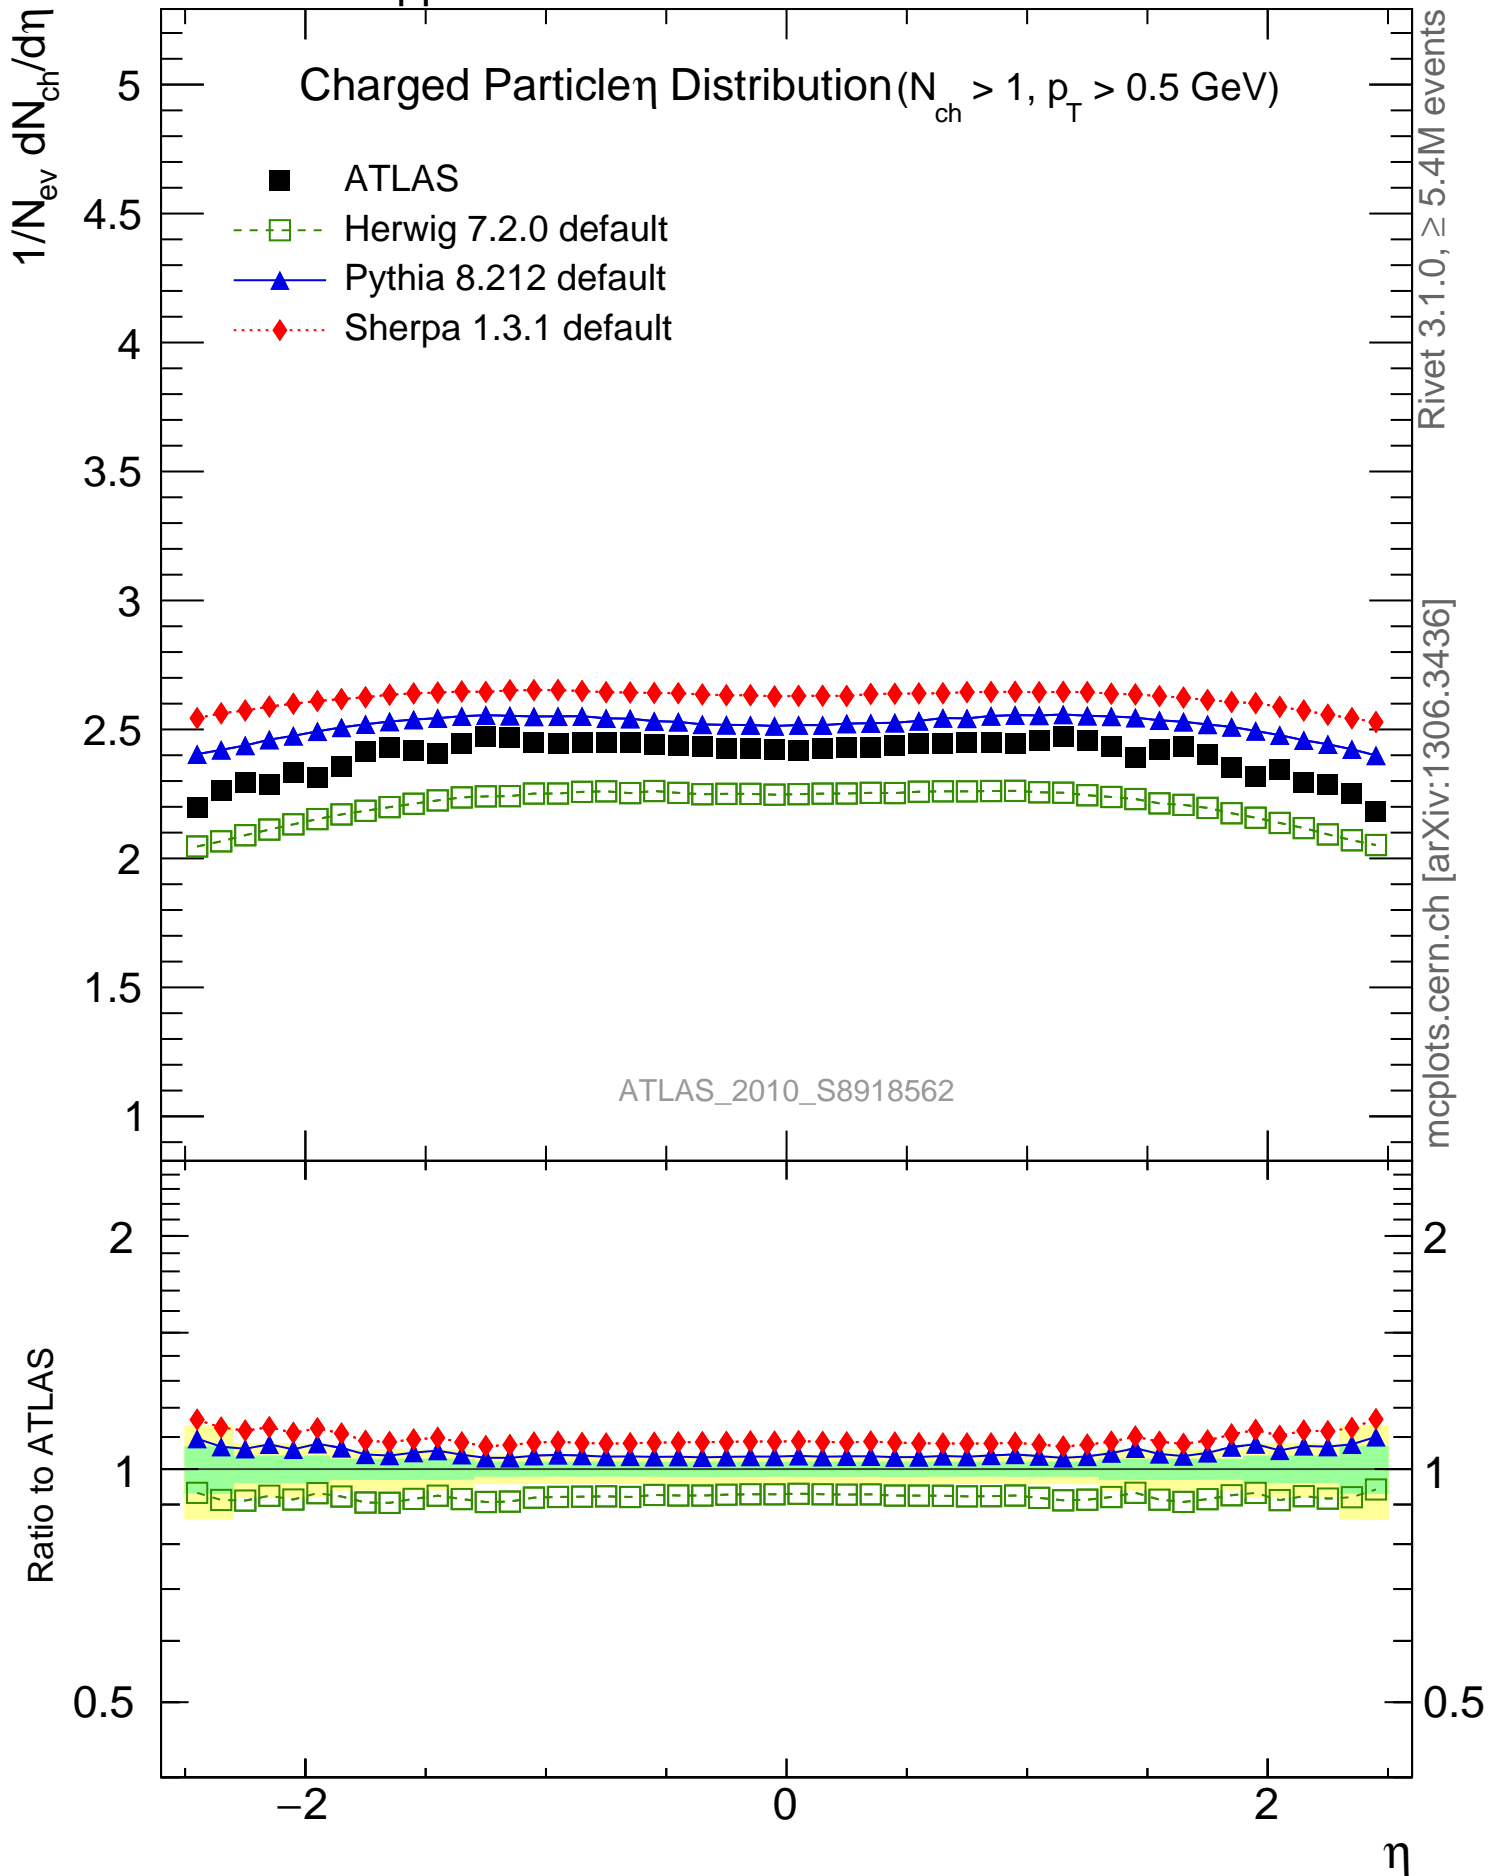 Charged Particle η Distribution (N_ch > 1, p_T > 0.5 GeV)
1/N_ev dN_ch/dη
ATLAS
Herwig 7.2.0 default
Pythia 8.212 default
Sherpa 1.3.1 default
5
4.5
4
3.5
3
2.5
2
1.5
1
ATLAS_2010_S8918562
Rivet 3.1.0, ≥ 5.4M events
mcplots.cern.ch [arXiv:1306.3436]
Ratio to ATLAS
2
1
0.5
2
1
0.5
−2
0
2
η